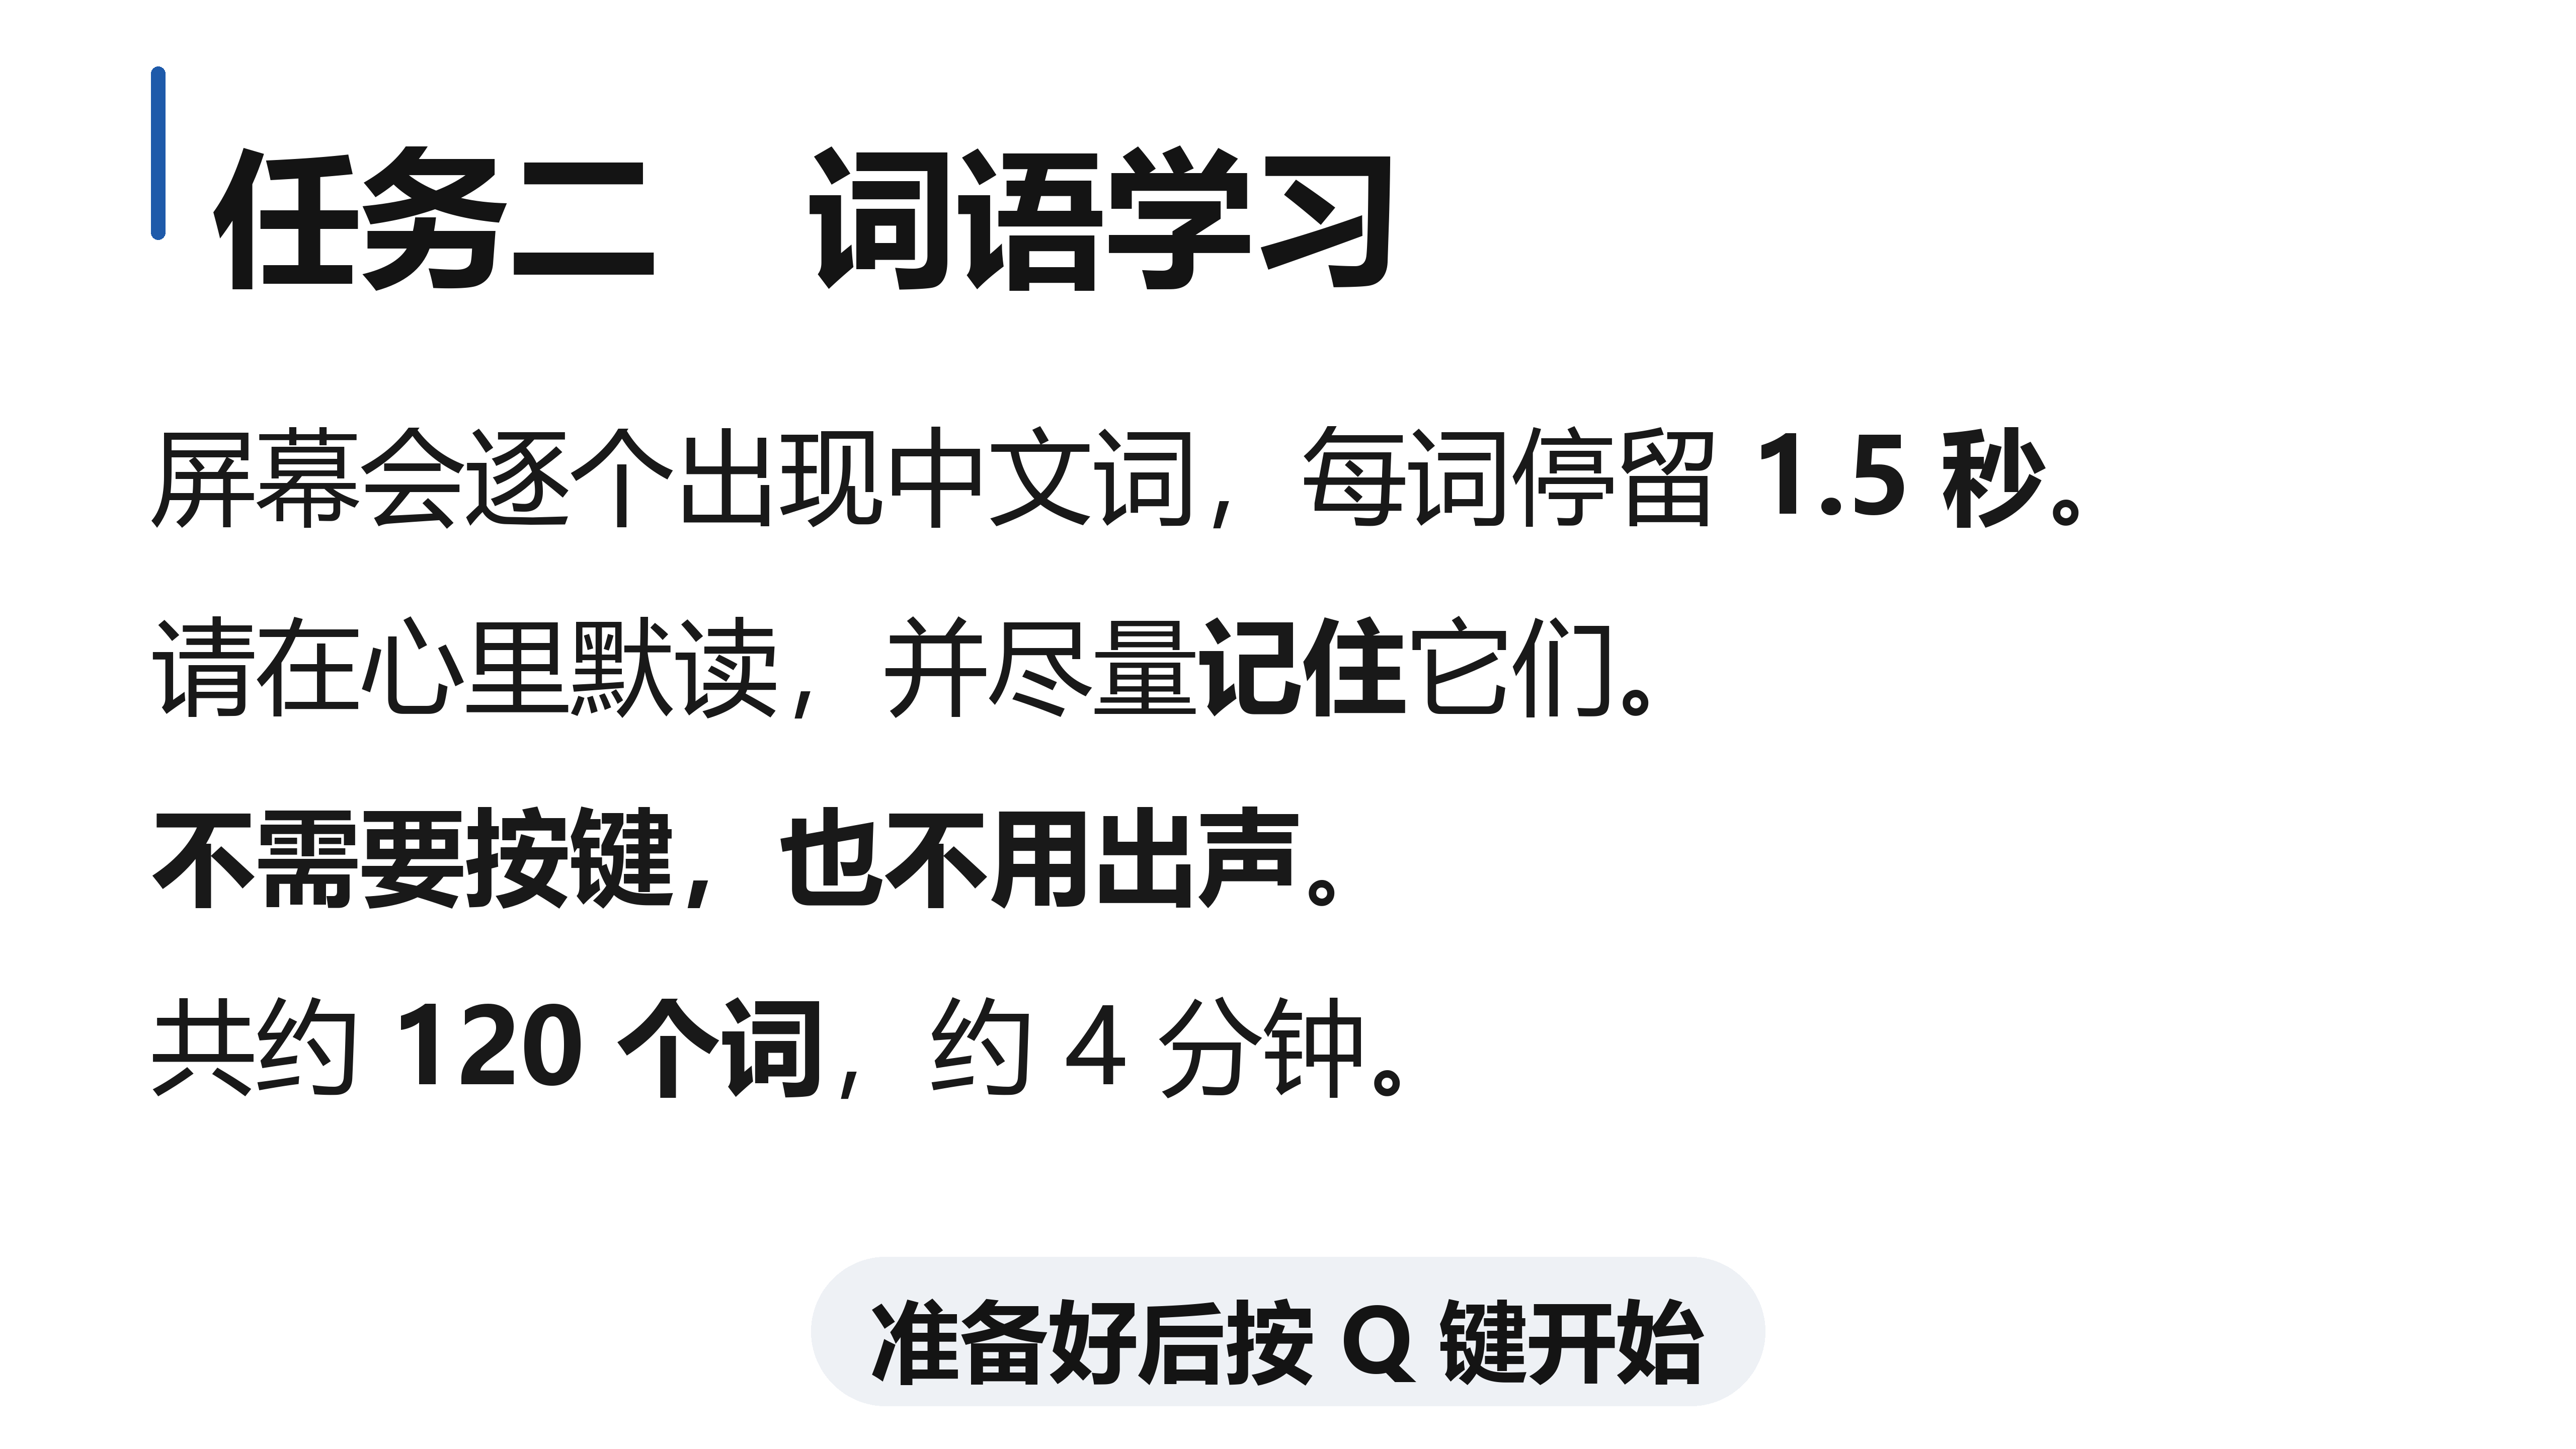 任务二　词语学习
屏幕会逐个出现中文词，每词停留 1.5 秒。
请在心里默读，并尽量记住它们。
不需要按键，也不用出声。
共约 120 个词，约 4 分钟。
准备好后按 Q 键开始